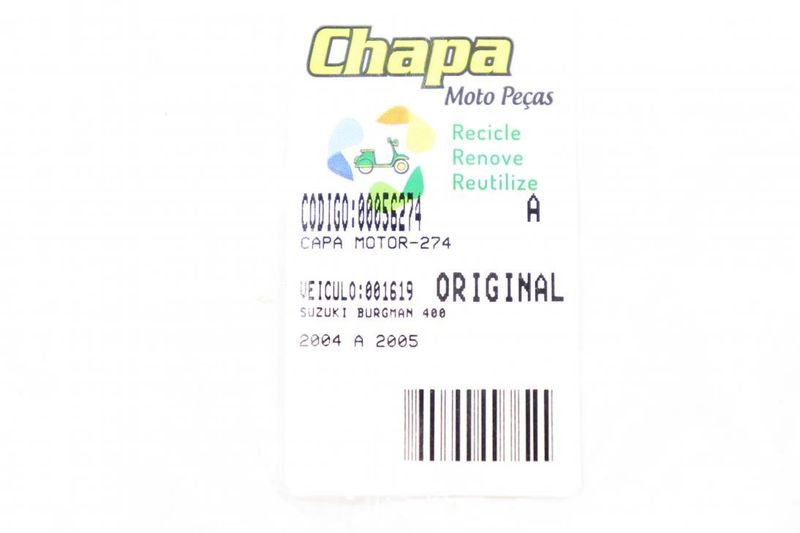 Chapa
Moto Peças
Recicle
Renove
Reutilize
CODIGO:00056274 A
CAPA MOTOR-274
VEICULO:001619 ORIGINAL
SUZUKI BURGMAN 400
2004 A 2005